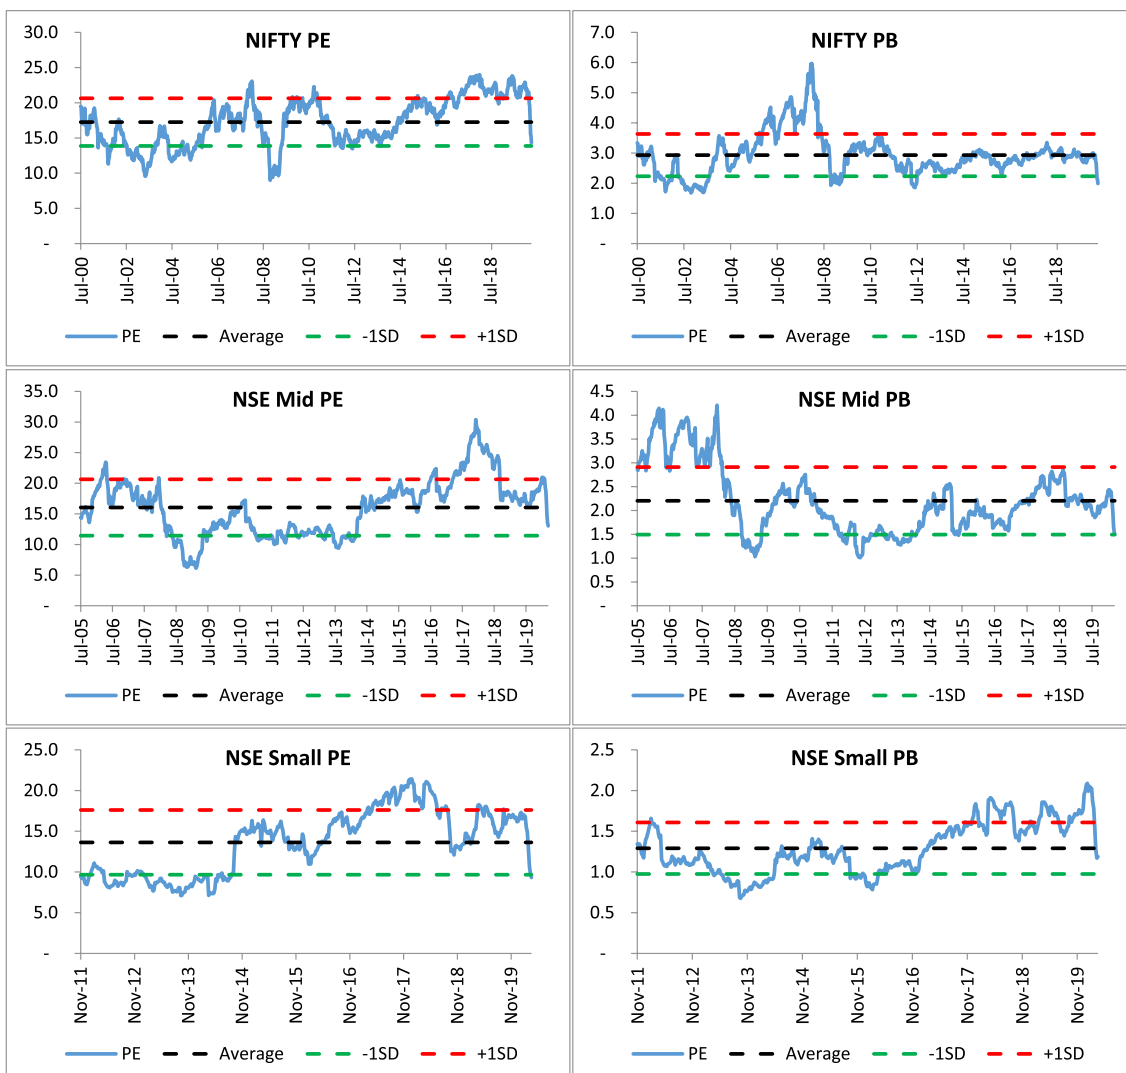 NIFTY PE
30.0
25.0
20.0
15.0
10.0
5.0
-
Jul-00
Jul-02
Jul-04
Jul-06
Jul-08
Jul-10
Jul-12
Jul-14
Jul-16
Jul-18
PE Average -1SD +1SD
NIFTY PB
7.0
6.0
5.0
4.0
3.0
2.0
1.0
-
Jul-00
Jul-02
Jul-04
Jul-06
Jul-08
Jul-10
Jul-12
Jul-14
Jul-16
Jul-18
PE Average -1SD +1SD
NSE Mid PE
35.0
30.0
25.0
20.0
15.0
10.0
5.0
-
Jul-05
Jul-06
Jul-07
Jul-08
Jul-09
Jul-10
Jul-11
Jul-12
Jul-13
Jul-14
Jul-15
Jul-16
Jul-17
Jul-18
Jul-19
PE Average -1SD +1SD
NSE Mid PB
4.5
4.0
3.5
3.0
2.5
2.0
1.5
1.0
0.5
-
Jul-05
Jul-06
Jul-07
Jul-08
Jul-09
Jul-10
Jul-11
Jul-12
Jul-13
Jul-14
Jul-15
Jul-16
Jul-17
Jul-18
Jul-19
PE Average -1SD +1SD
NSE Small PE
25.0
20.0
15.0
10.0
5.0
-
Nov-11
Nov-12
Nov-13
Nov-14
Nov-15
Nov-16
Nov-17
Nov-18
Nov-19
PE Average -1SD +1SD
NSE Small PB
2.5
2.0
1.5
1.0
0.5
-
Nov-11
Nov-12
Nov-13
Nov-14
Nov-15
Nov-16
Nov-17
Nov-18
Nov-19
PE Average -1SD +1SD